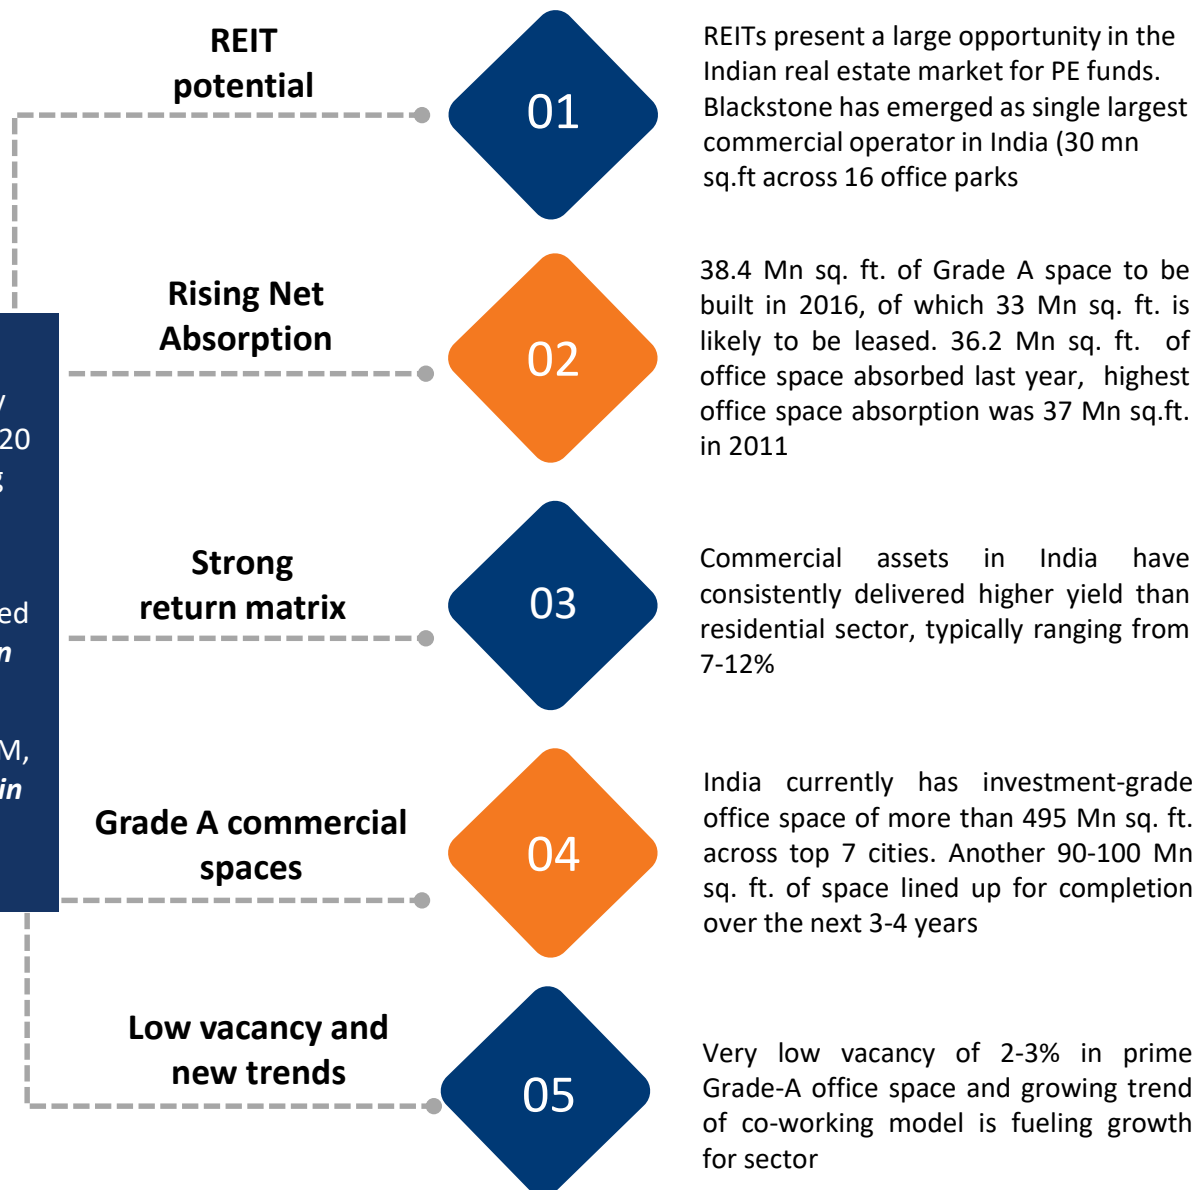 REIT
potential
01
REITs present a large opportunity in the
Indian real estate market for PE funds.
Blackstone has emerged as single largest
commercial operator in India (30 mn
sq.ft across 16 office parks
Rising Net
Absorption
02
38.4 Mn sq. ft. of Grade A space to be
built in 2016, of which 33 Mn sq. ft. is
likely to be leased. 36.2 Mn sq. ft. of
office space absorbed last year, highest
office space absorption was 37 Mn sq.ft.
in 2011
20
ed
M,
in
Strong
return matrix
03
Commercial assets in India have
consistently delivered higher yield than
residential sector, typically ranging from
7-12%
Grade A commercial
spaces
04
India currently has investment-grade
office space of more than 495 Mn sq. ft.
across top 7 cities. Another 90-100 Mn
sq. ft. of space lined up for completion
over the next 3-4 years
Low vacancy and
new trends
05
Very low vacancy of 2-3% in prime
Grade-A office space and growing trend
of co-working model is fueling growth
for sector